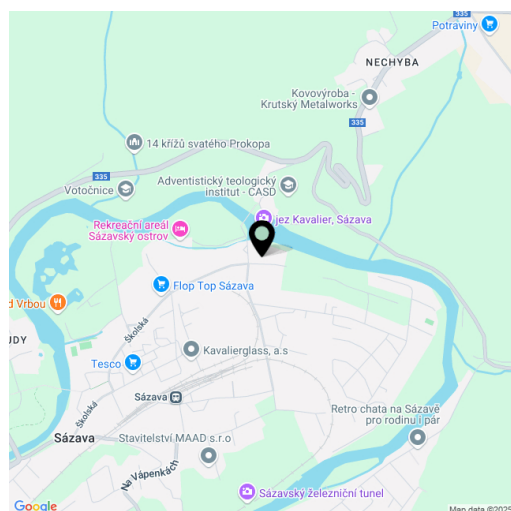 335
Potraviny
NECHYBA
Kovovýroba -
Krutský Metalworks
335
14 křížů svatého Prokopa
335
Votočnice
Adventistický teologický
institut - CASD
jez Kavalier, Sázava
Rekreační areal
Sázavský ostrov
Flop Top Sázava
d Vrbou
Školská
UDY
Kavalierglass, a.s
Tesco
Sázava
Školská
Retro chata na Sázavě
pro rodinu i pár
Sázava
Stavitelství MAAD s.r.o
Na Vápenkách
Sázavský železniční tunel
Google
Map data ©2025